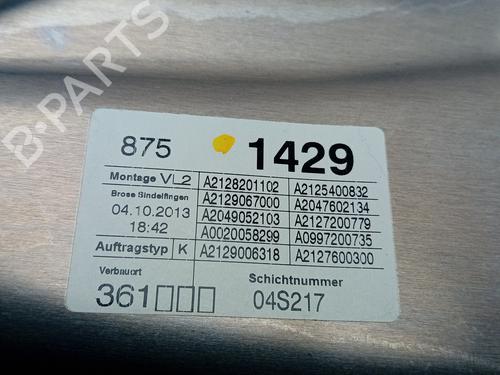 875 1429
Montage VL2 A2128201102 A2125400832
Brose Sindelfingen A2129067000 A2047602134
04.10.2013 A2049052103 A2127200779
18:42 A0020058299 A0997200735
Auftragstyp K A2129006318 A2127600300
Verbauort Schichtnummer
361□□□ 04S217
B-PARTS